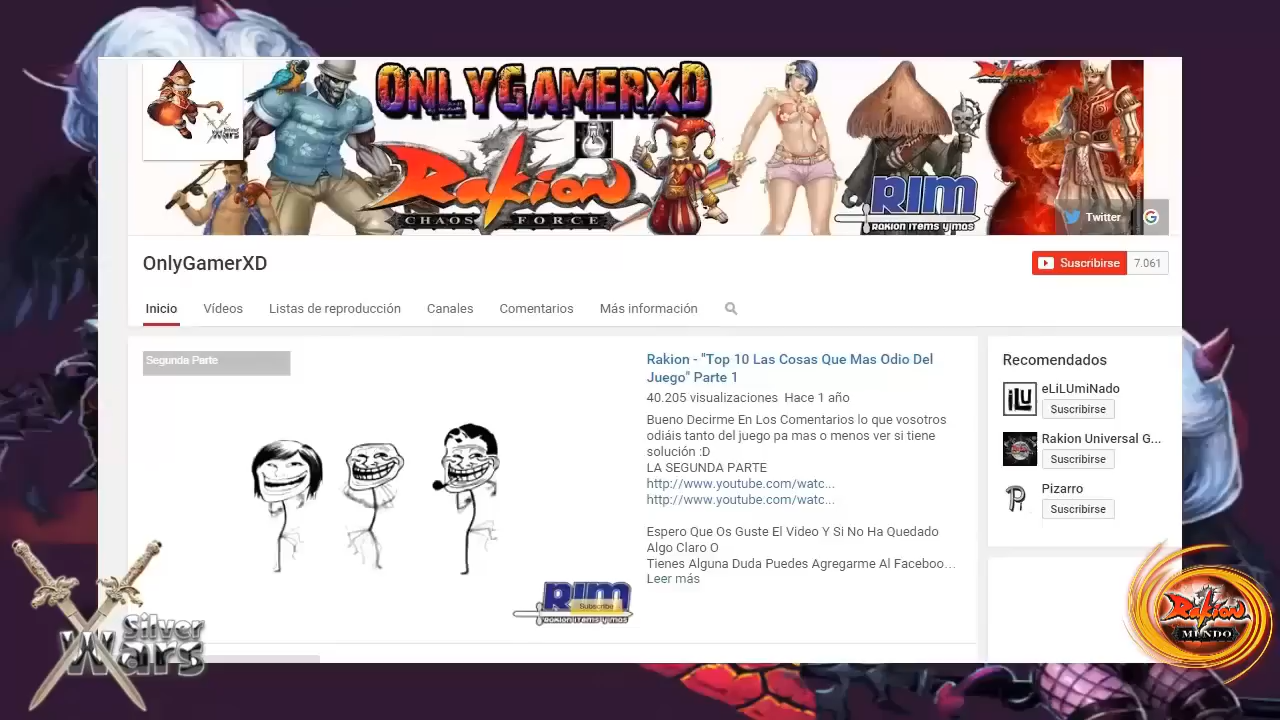 OnlyGamerXD
Rakion
CHAOS FORCE
RIM
RAKION ITEMS Y MAS
Silver Wars
Twitter
OnlyGamerXD
Suscribirse
7.061
Inicio
Vídeos
Listas de reproducción
Canales
Comentarios
Más información
Segunda Parte
Rakion - "Top 10 Las Cosas Que Mas Odio Del
Juego" Parte 1
40.205 visualizaciones Hace 1 año
Bueno Decirme En Los Comentarios lo que vosotros
odiáis tanto del juego pa mas o menos ver si tiene
solución :D
LA SEGUNDA PARTE
http://www.youtube.com/watc...
http://www.youtube.com/watc...
Espero Que Os Guste El Video Y Si No Ha Quedado
Algo Claro O
Tienes Alguna Duda Puedes Agregarme Al Faceboo...
Leer más
RIM
Subscribe
RAKION ITEMS Y MAS
Recomendados
eLiLUmiNado
Suscribirse
Rakion Universal G...
Suscribirse
Pizarro
Suscribirse
Silver
Wars
Rakion
MUNDO